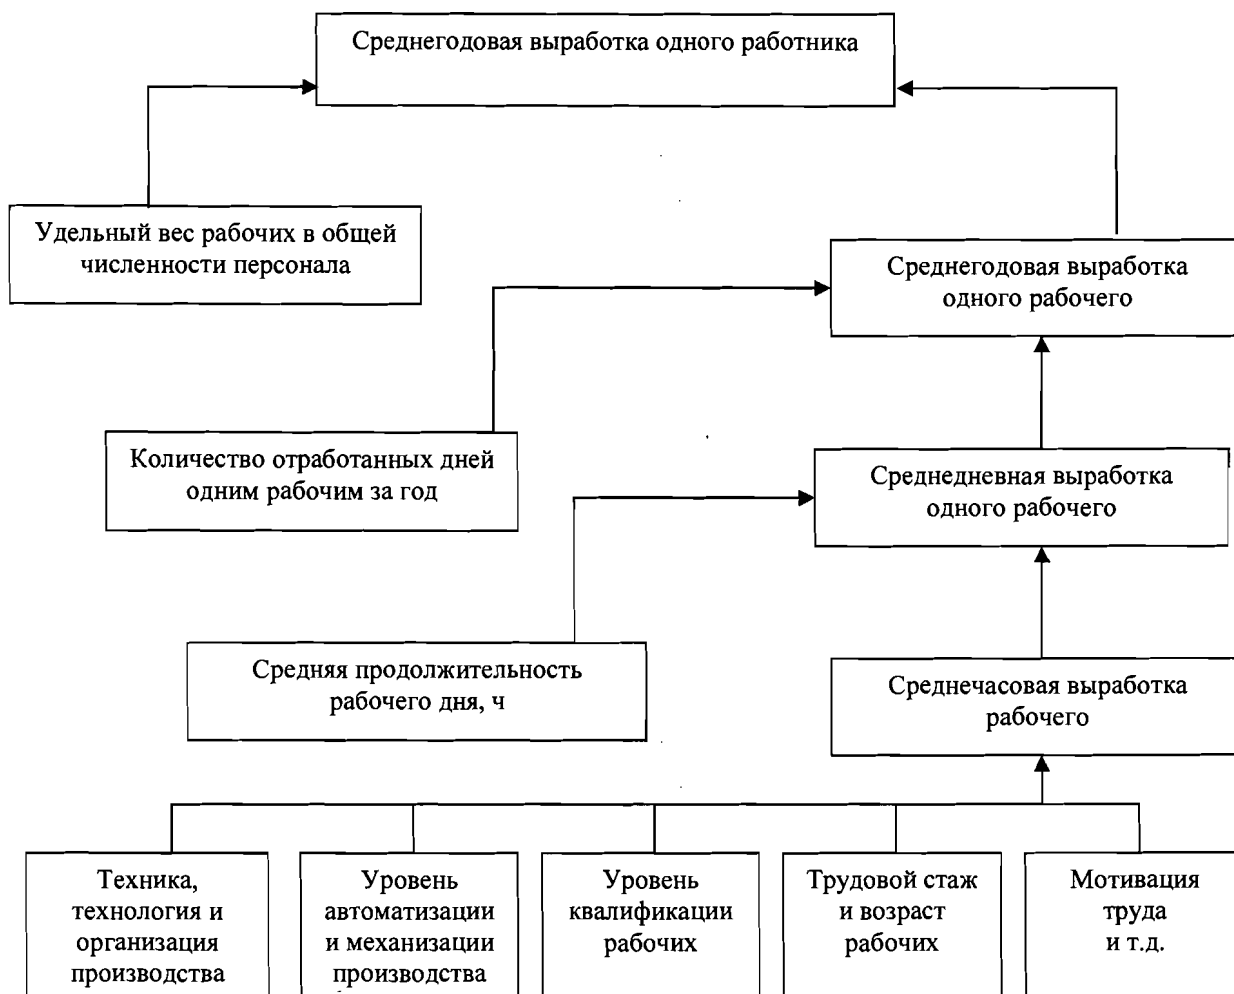 Среднегодовая выработка одного работника
Удельный вес рабочих в общей
численности персонала
Среднегодовая выработка
одного рабочего
Количество отработанных дней
одним рабочим за год
Среднедневная выработка
одного рабочего
Средняя продолжительность
рабочего дня, ч
Среднечасовая выработка
рабочего
Техника,
технология и
организация
производства
Уровень
автоматизации
и механизации
производства
Уровень
квалификации
рабочих
Трудовой стаж
и возраст
рабочих
Мотивация
труда
и т.д.